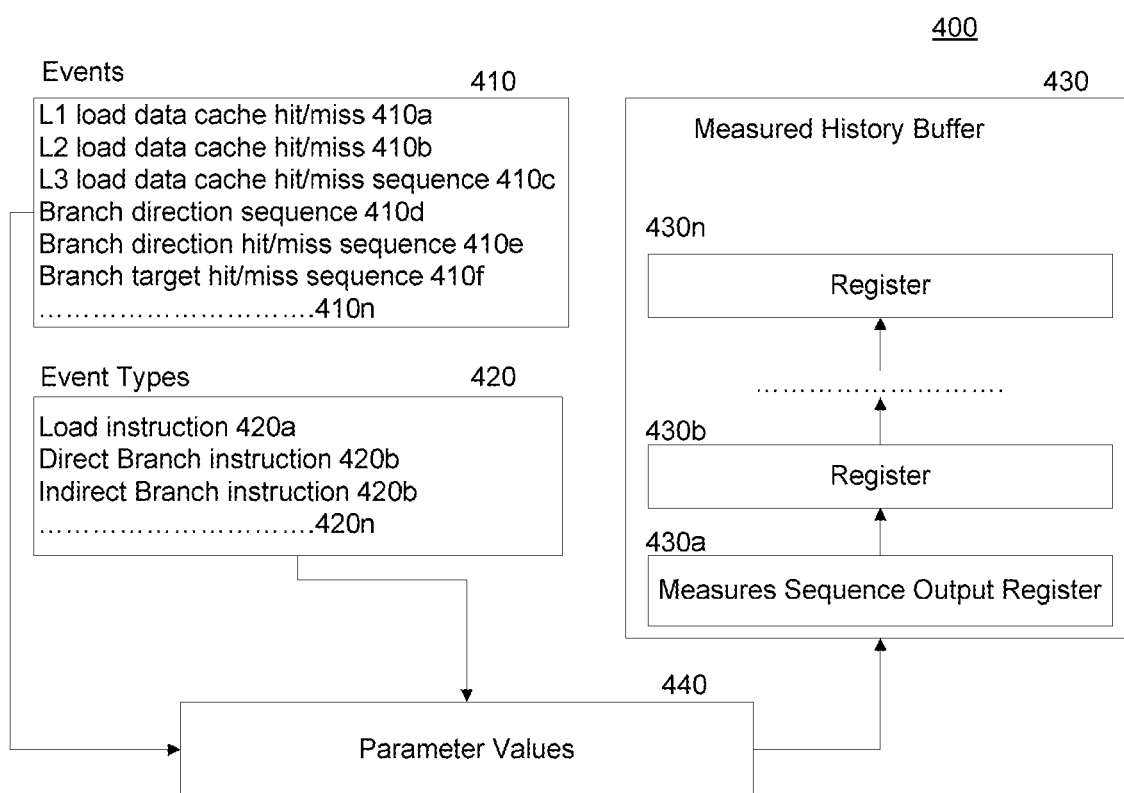 400
Events
410
L1 load data cache hit/miss 410a
L2 load data cache hit/miss 410b
L3 load data cache hit/miss sequence 410c
Branch direction sequence 410d
Branch direction hit/miss sequence 410e
Branch target hit/miss sequence 410f
………………………….410n
Event Types
420
Load instruction 420a
Direct Branch instruction 420b
Indirect Branch instruction 420b
………………………….420n
430
Measured History Buffer
430n
Register
……………………….
430b
Register
430a
Measures Sequence Output Register
440
Parameter Values